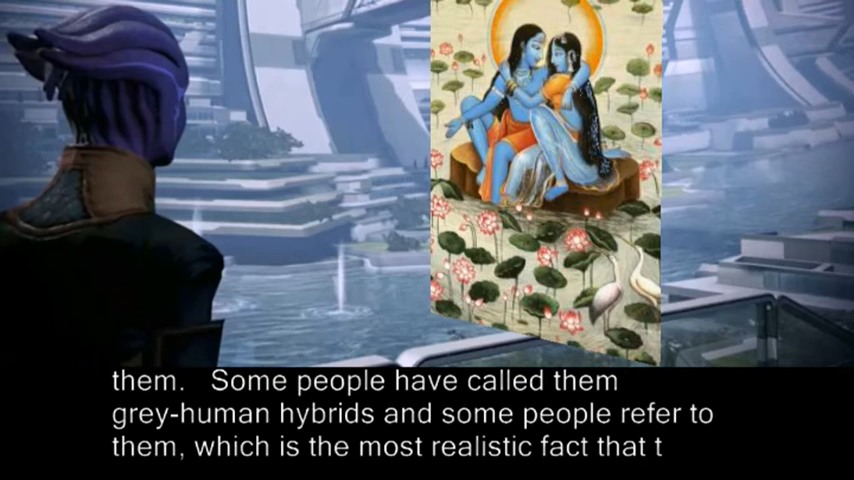 them. Some people have called them
grey-human hybrids and some people refer to
them, which is the most realistic fact that t